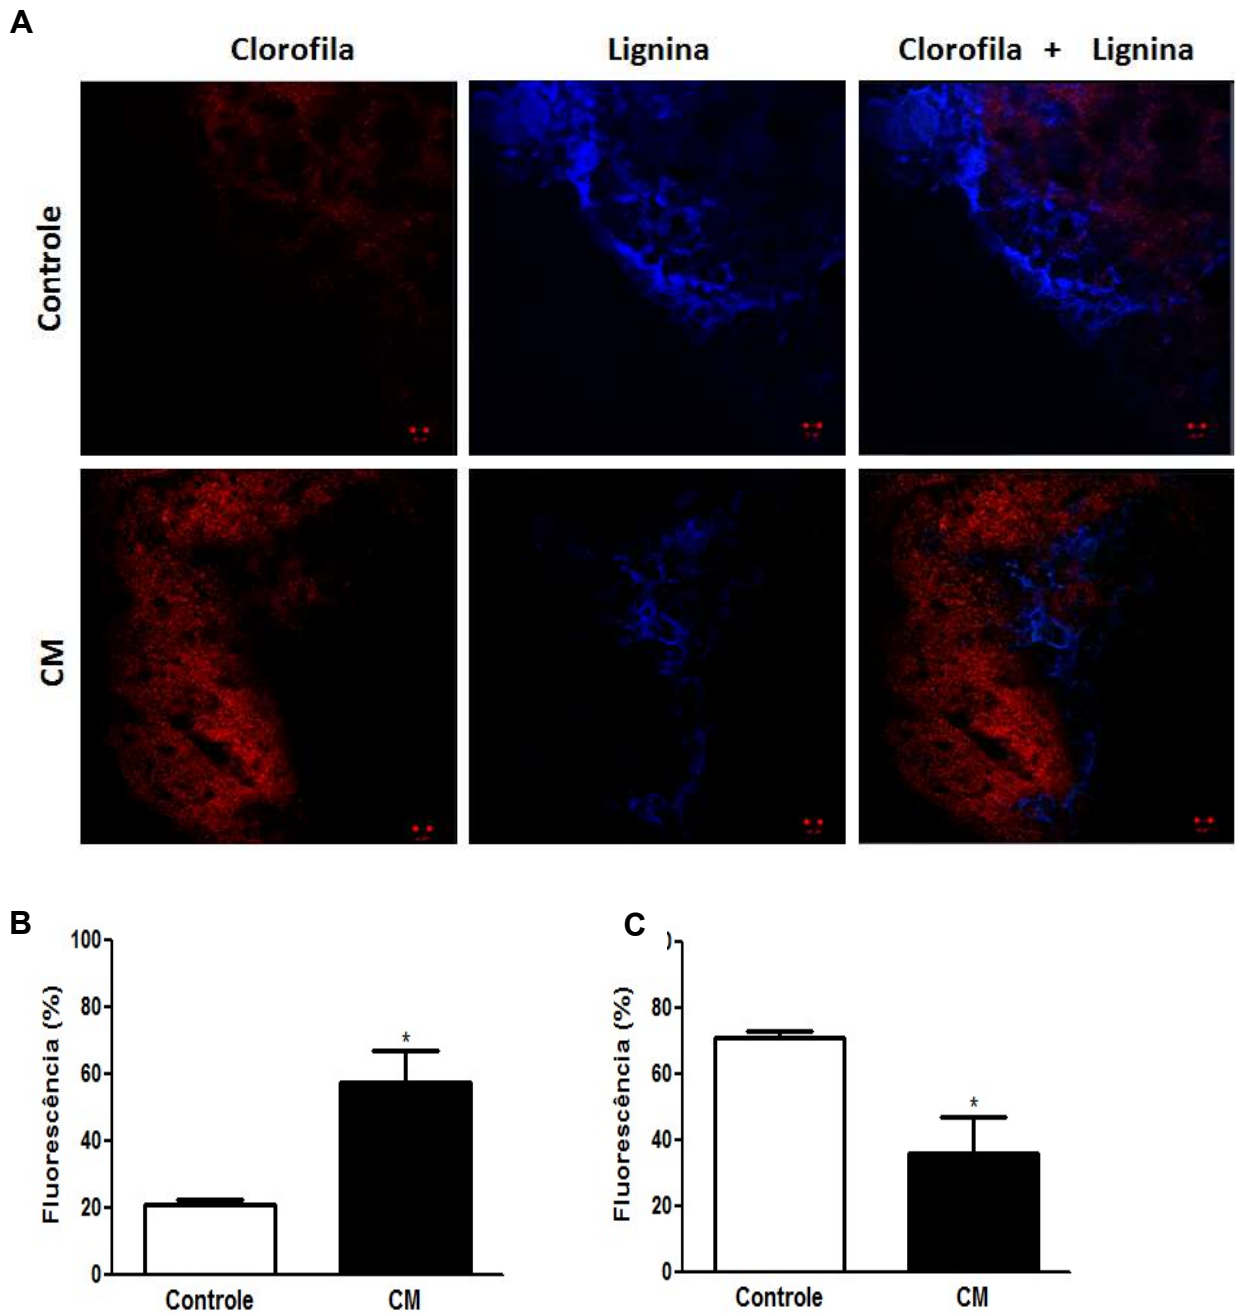 A
Clorofila
Lignina
Clorofila + Lignina
Controle
CM
B
100
80
60
40
20
0
Fluorescência (%)
*
Controle
CM
C
80
60
40
20
0
Fluorescência (%)
*
Controle
CM